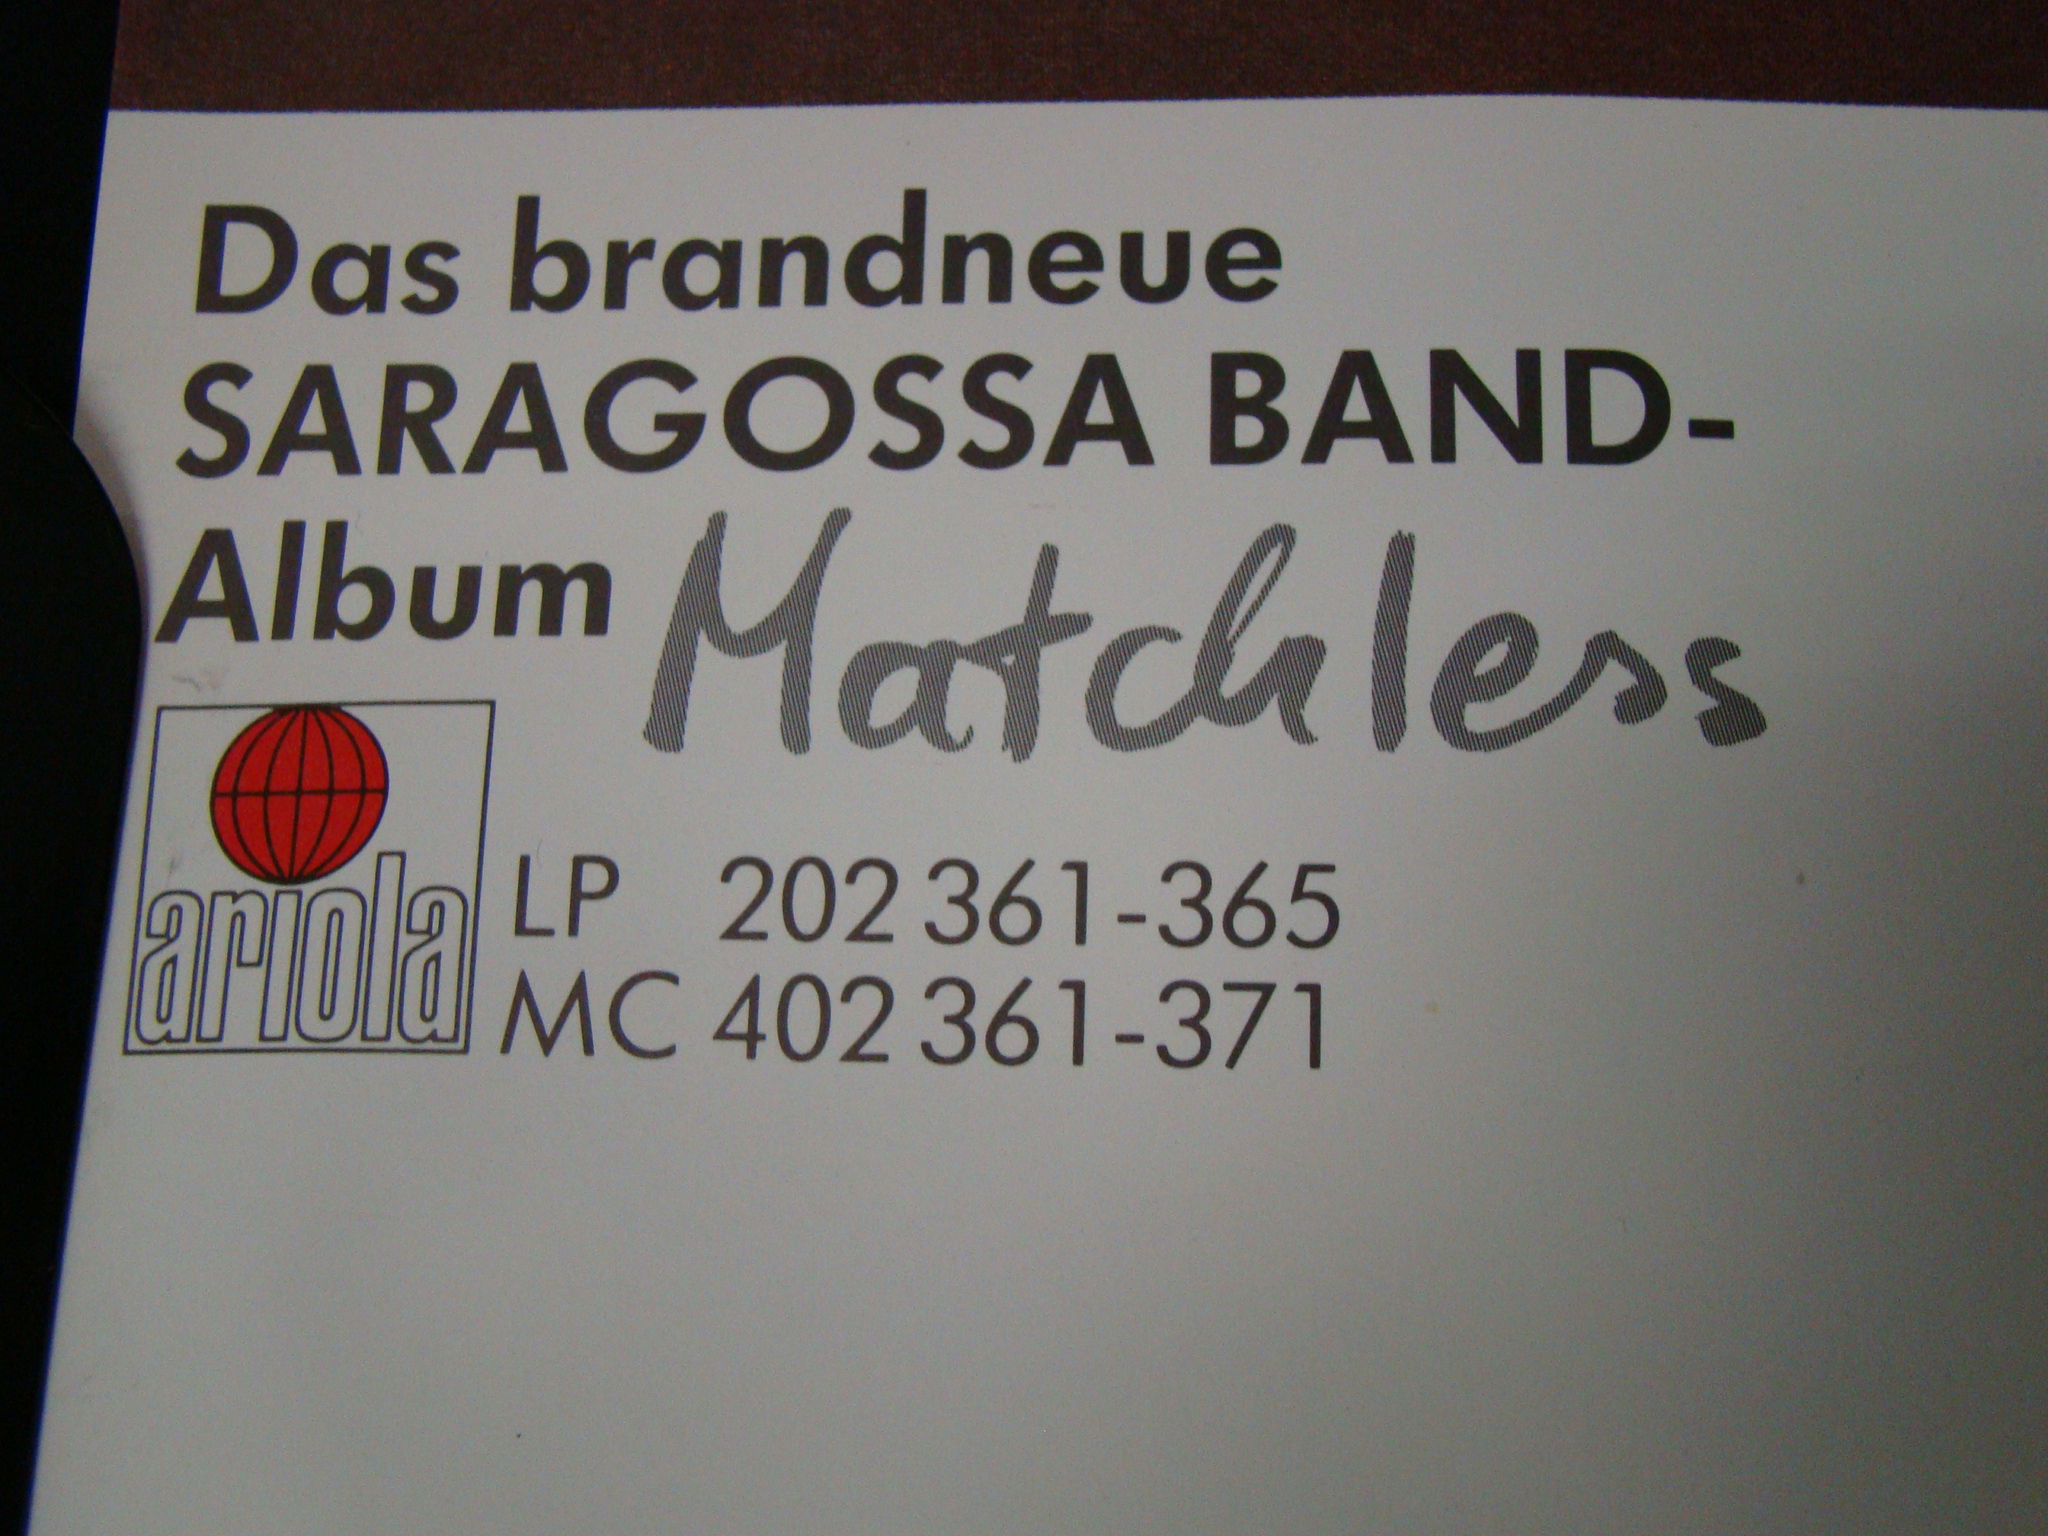 Das brandneue
SARAGOSSA BAND-
Album Matchless
ariola
LP 202 361-365
MC 402 361-371